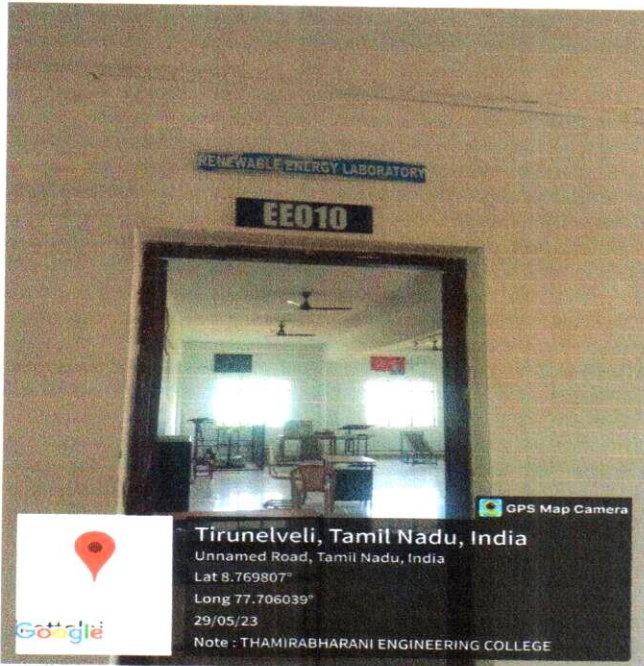 RENEWABLE ENERGY LABORATORY
EE010
GPS Map Camera
Tirunelveli, Tamil Nadu, India
Unnamed Road, Tamil Nadu, India
Lat 8.769807°
Long 77.706039°
29/05/23
Note : THAMIRABHARANI ENGINEERING COLLEGE
Google